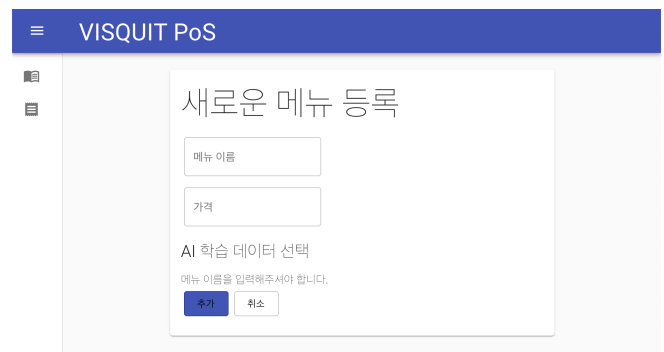 VISQUIT PoS
새로운 메뉴 등록
메뉴 이름
가격
AI 학습 데이터 선택
메뉴 이름을 입력해주셔야 합니다.
추가 취소